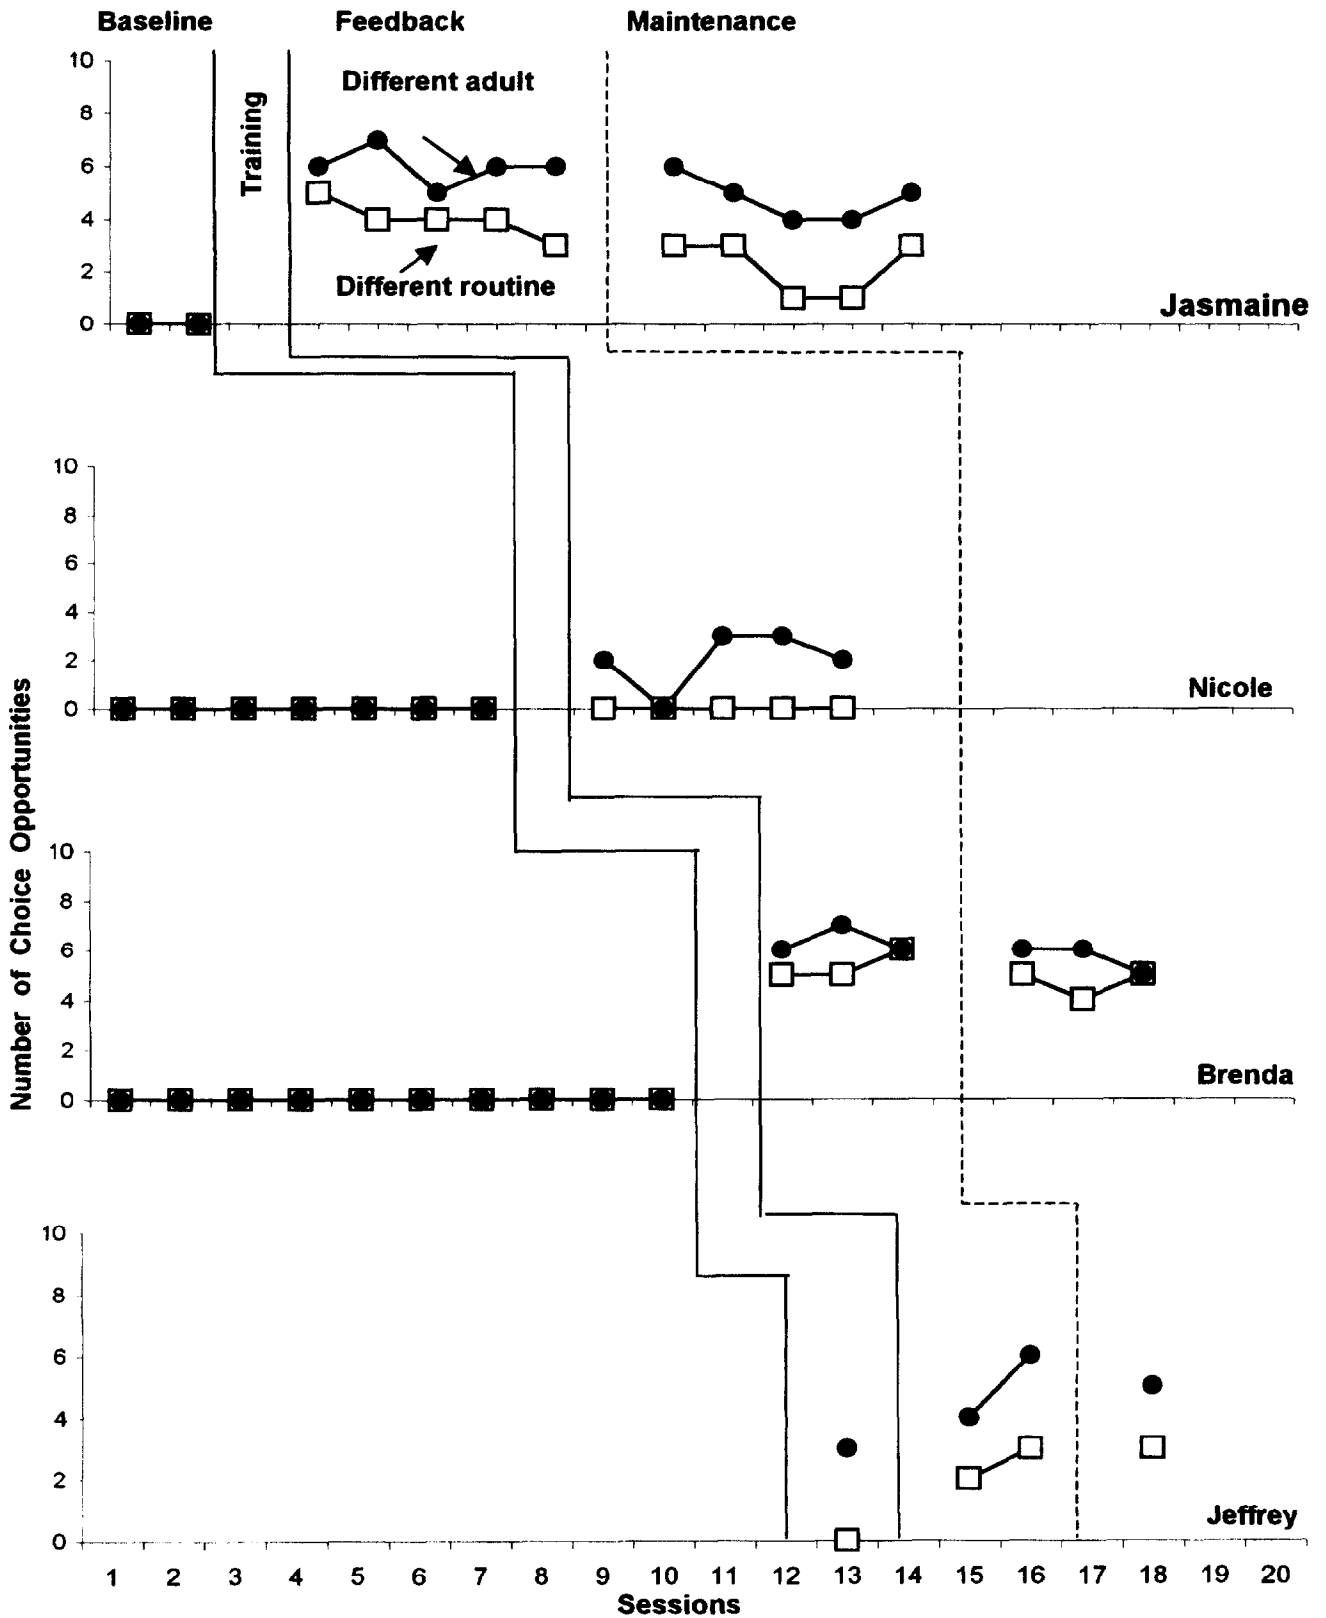 Baseline Feedback Maintenance
10
Different adult
8
Training
6
4
2
Different routine
Jasmaine
0
10
8
6
4
2
Nicole
0
Number of Choice Opportunities
10
8
6
4
2
Brenda
0
10
8
6
4
2
Jeffrey
0
1 2 3 4 5 6 7 8 9 10 11 12 13 14 15 16 17 18 19 20
Sessions